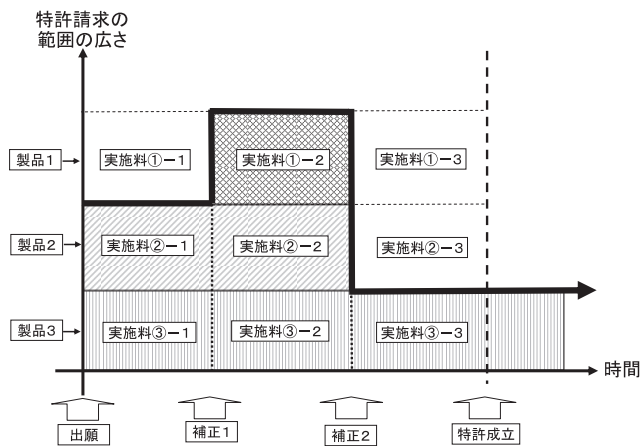 特許請求の
範囲の広さ
製品1
実施料①－1
実施料①－2
実施料①－3
製品2
実施料②－1
実施料②－2
実施料②－3
製品3
実施料③－1
実施料③－2
実施料③－3
時間
出願
補正1
補正2
特許成立